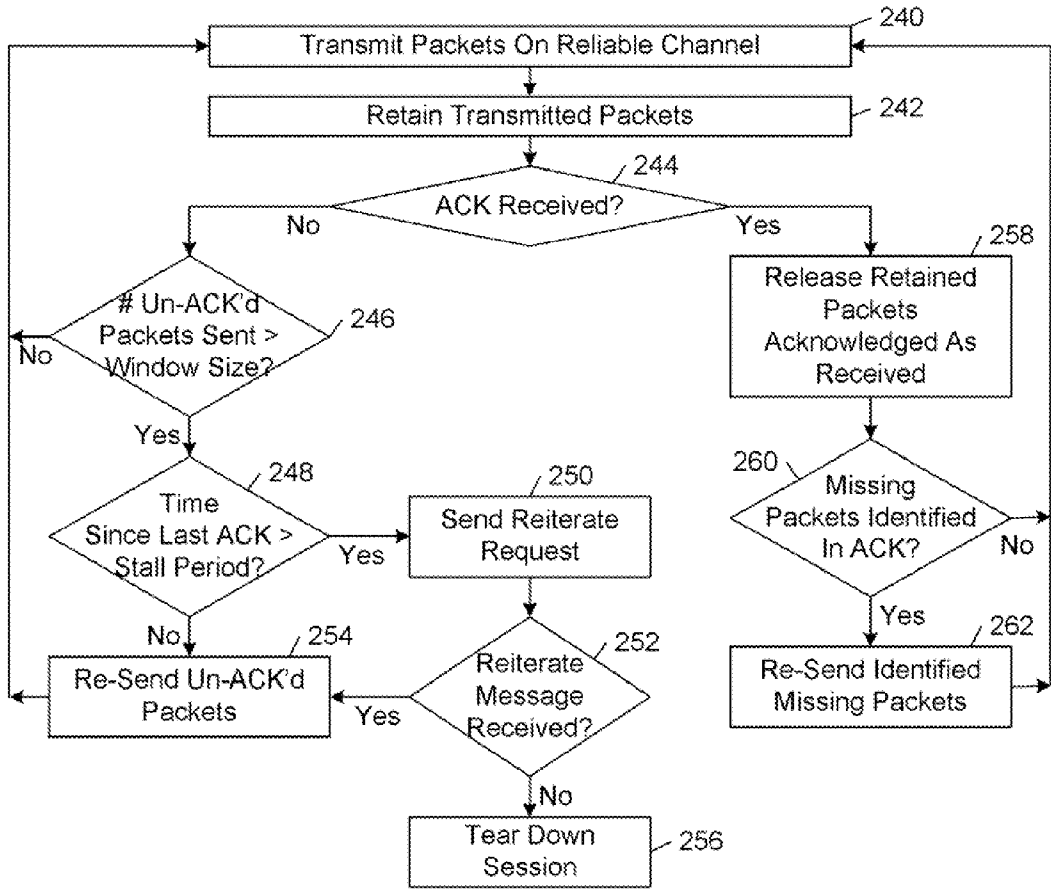 240
Transmit Packets On Reliable Channel
Retain Transmitted Packets
242
244
ACK Received?
No
Yes
# Un-ACK'd
Packets Sent >
Window Size?
246
No
Yes
258
Release Retained
Packets
Acknowledged As
Received
248
Time
Since Last ACK >
Stall Period?
Yes
No
250
Send Reiterate
Request
260
Missing
Packets Identified
In ACK?
No
Yes
254
Re-Send Un-ACK'd
Packets
252
Reiterate
Message
Received?
Yes
No
262
Re-Send Identified
Missing Packets
Tear Down
Session
256